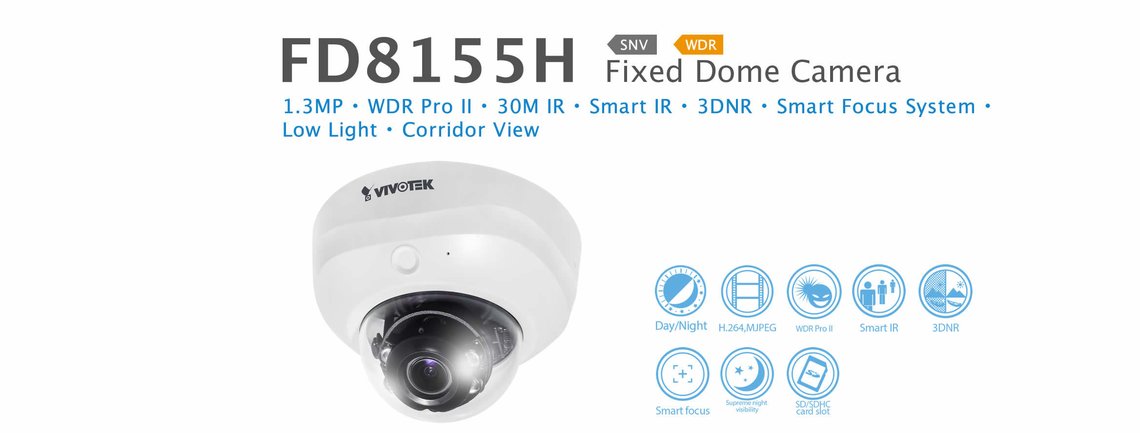 FD8155H
SNV WDR
Fixed Dome Camera
1.3MP • WDR Pro II • 30M IR • Smart IR • 3DNR • Smart Focus System •
Low Light • Corridor View
VIVOTEK
Day/Night H.264,MJPEG WDR Pro II Smart IR 3DNR
Smart focus
Supreme night
visibility
SD/SDHC
card slot
SD